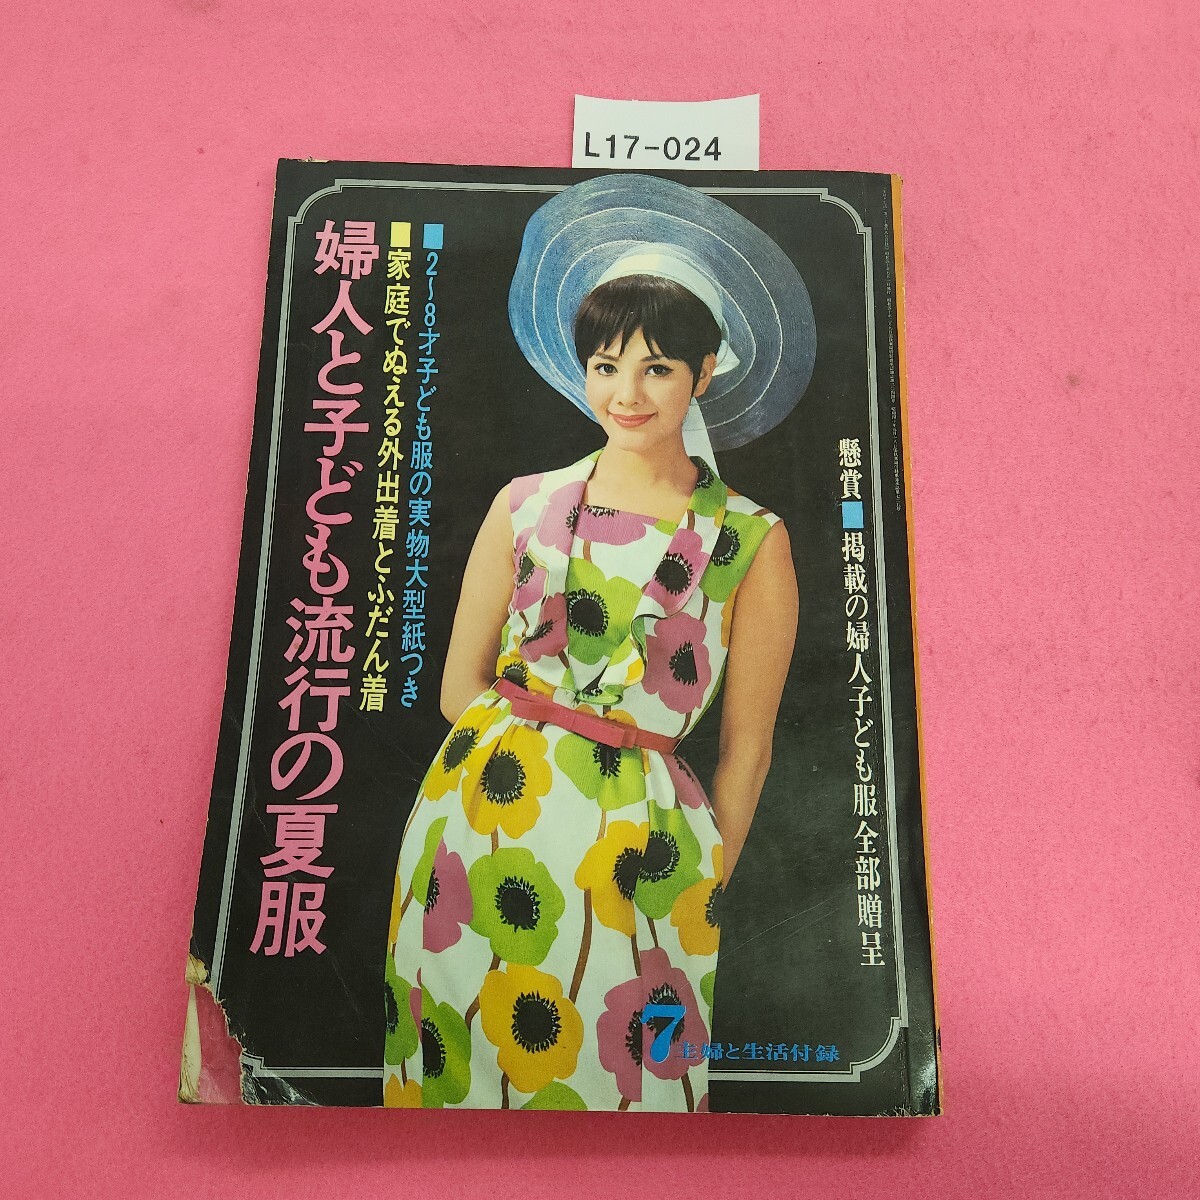 L17-024
懸賞■掲載の婦人子ども服全部贈呈
■2〜8才子ども服の実物大型紙つき
■家庭でぬえる外出着とふだん着
婦人と子ども流行の夏服
7主婦と生活付録